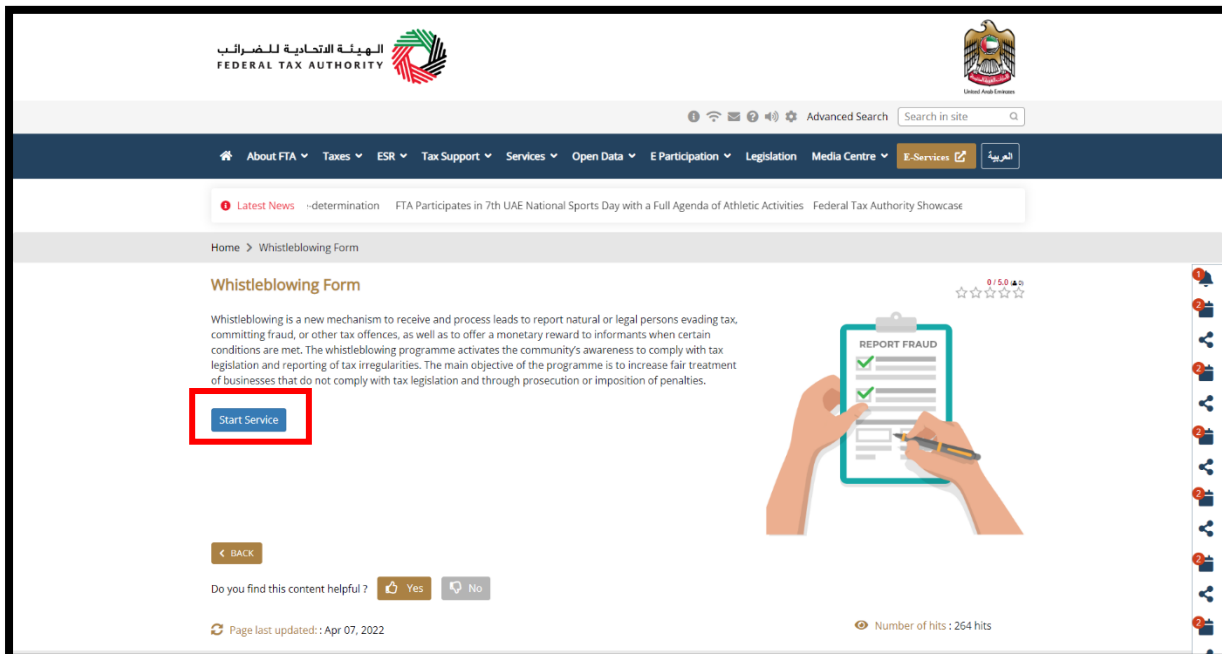 الـهـيـئـة الاتـحـاديـة لـلـضـرائـب
FEDERAL TAX AUTHORITY
United Arab Emirates
Advanced Search Search in site
About FTA Taxes ESR Tax Support Services Open Data E Participation Legislation Media Centre E-Services العربية
Latest News -determination FTA Participates in 7th UAE National Sports Day with a Full Agenda of Athletic Activities Federal Tax Authority Showcase
Home > Whistleblowing Form
Whistleblowing Form
0 / 5.0 (0)
Whistleblowing is a new mechanism to receive and process leads to report natural or legal persons evading tax,
committing fraud, or other tax offences, as well as to offer a monetary reward to informants when certain
conditions are met. The whistleblowing programme activates the community's awareness to comply with tax
legislation and reporting of tax irregularities. The main objective of the programme is to increase fair treatment
of businesses that do not comply with tax legislation and through prosecution or imposition of penalties.
REPORT FRAUD
Start Service
BACK
Do you find this content helpful ? Yes No
Page last updated: : Apr 07, 2022
Number of hits : 264 hits
1
2
2
2
2
2
2